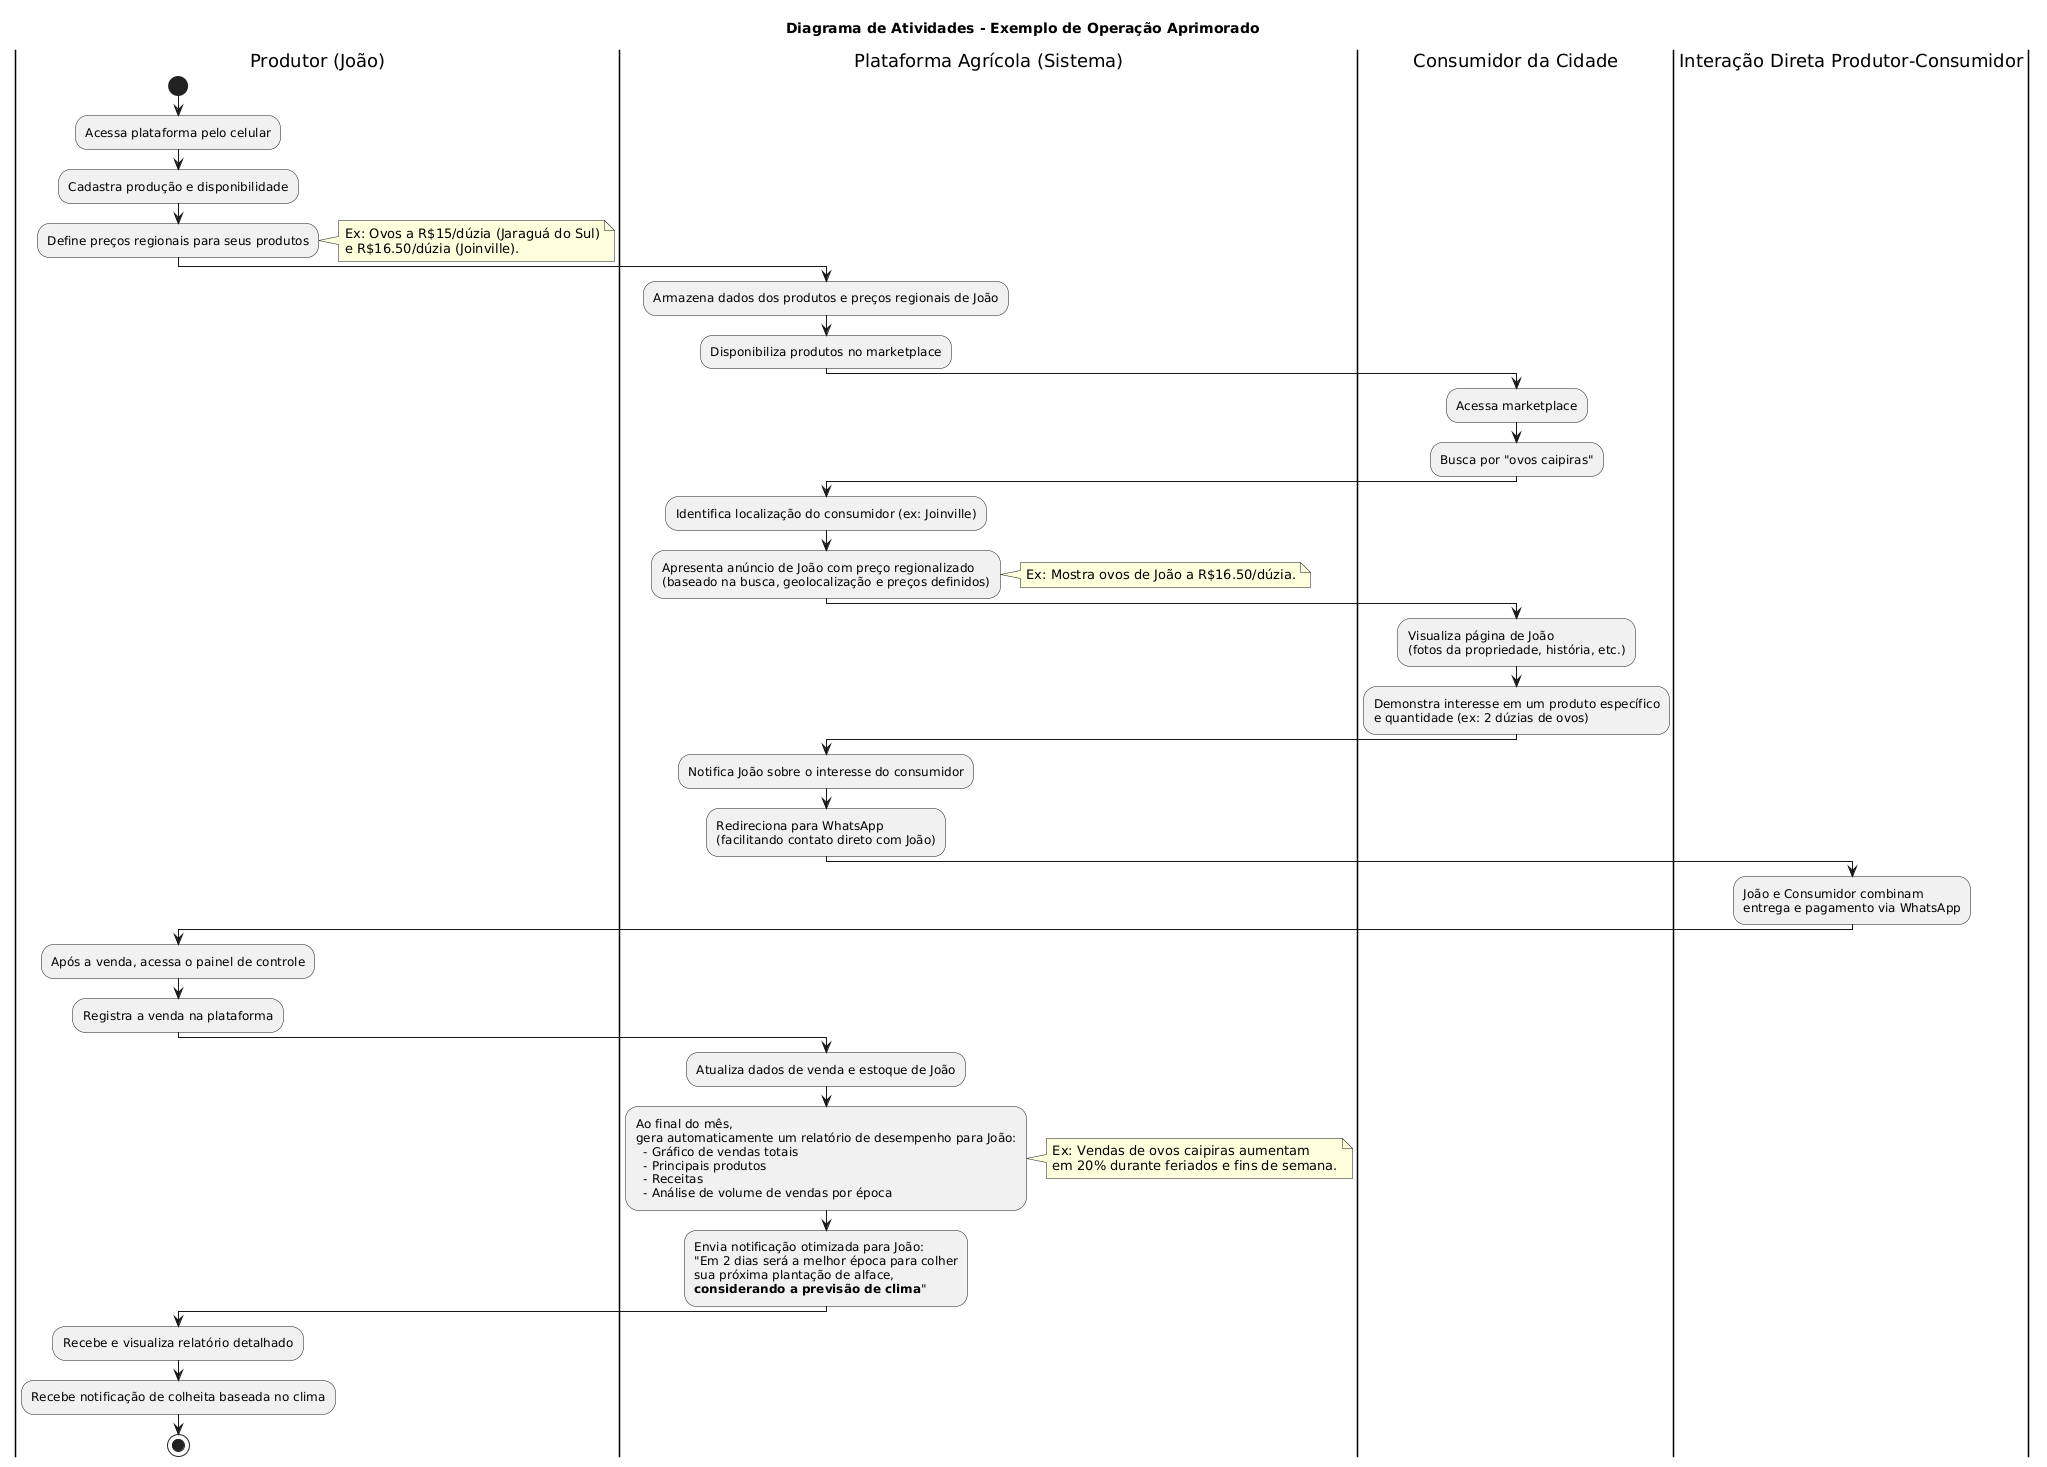 Diagrama de Atividades - Exemplo de Operação Aprimorado
Produtor (João)
Plataforma Agrícola (Sistema)
Consumidor da Cidade
Interação Direta Produtor-Consumidor
Acessa plataforma pelo celular
Cadastra produção e disponibilidade
Define preços regionais para seus produtos
Ex: Ovos a R$15/dúzia (Jaraguá do Sul)
e R$16.50/dúzia (Joinville).
Armazena dados dos produtos e preços regionais de João
Disponibiliza produtos no marketplace
Acessa marketplace
Busca por "ovos caipiras"
Identifica localização do consumidor (ex: Joinville)
Apresenta anúncio de João com preço regionalizado
(baseado na busca, geolocalização e preços definidos)
Ex: Mostra ovos de João a R$16.50/dúzia.
Visualiza página de João
(fotos da propriedade, história, etc.)
Demonstra interesse em um produto específico
e quantidade (ex: 2 dúzias de ovos)
Notifica João sobre o interesse do consumidor
Redireciona para WhatsApp
(facilitando contato direto com João)
João e Consumidor combinam
entrega e pagamento via WhatsApp
Após a venda, acessa o painel de controle
Registra a venda na plataforma
Atualiza dados de venda e estoque de João
Ao final do mês,
gera automaticamente um relatório de desempenho para João:
- Gráfico de vendas totais
- Principais produtos
- Receitas
- Análise de volume de vendas por época
Ex: Vendas de ovos caipiras aumentam
em 20% durante feriados e fins de semana.
Envia notificação otimizada para João:
"Em 2 dias será a melhor época para colher
sua próxima plantação de alface,
considerando a previsão de clima"
Recebe e visualiza relatório detalhado
Recebe notificação de colheita baseada no clima